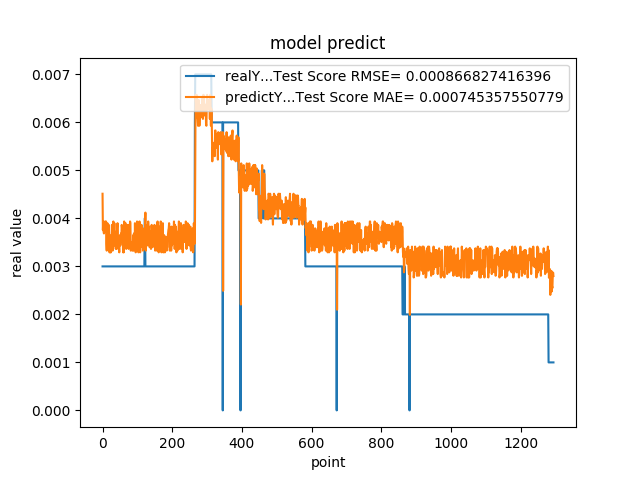 model predict
realY...Test Score RMSE= 0.000866827416396
predictY...Test Score MAE= 0.000745357550779
0.007
0.006
0.005
0.004
0.003
0.002
0.001
0.000
real value
0 200 400 600 800 1000 1200
point